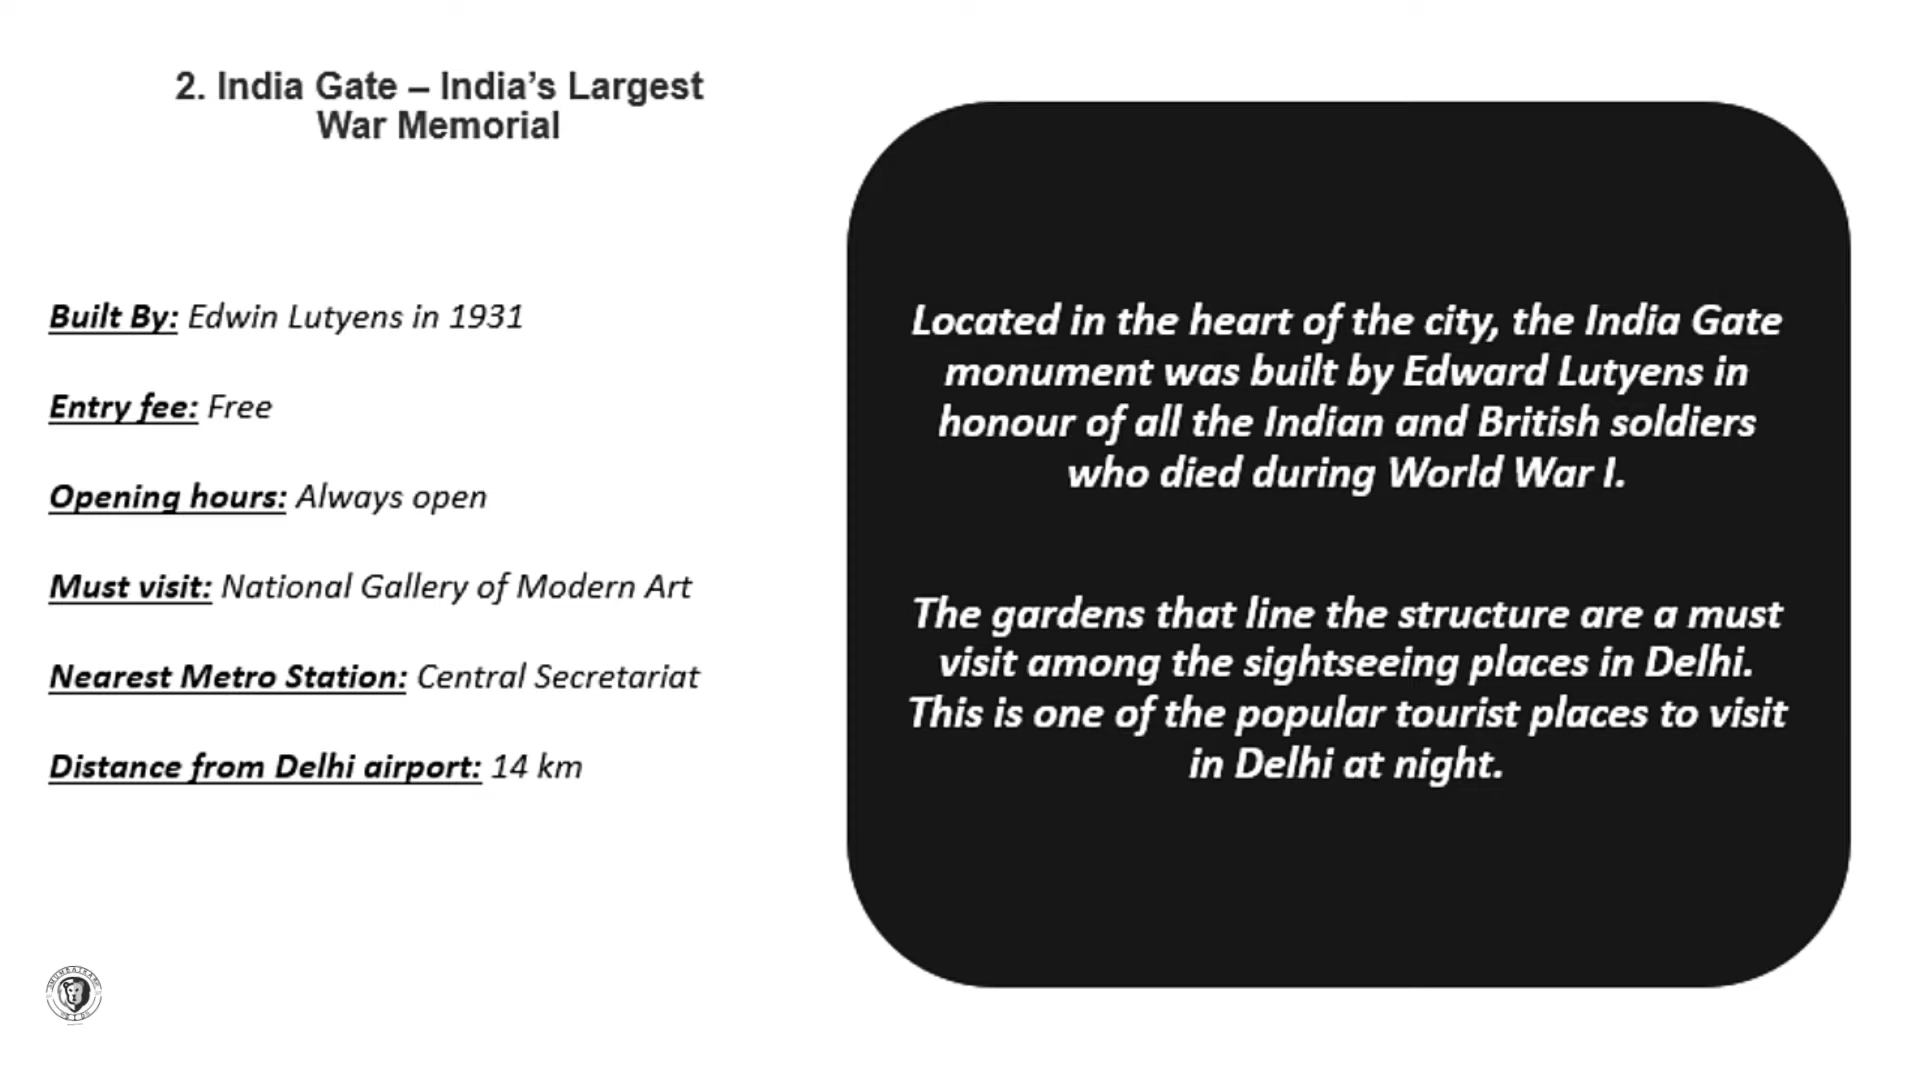 2. India Gate – India's Largest
War Memorial
Built By: Edwin Lutyens in 1931
Entry fee: Free
Opening hours: Always open
Must visit: National Gallery of Modern Art
Nearest Metro Station: Central Secretariat
Distance from Delhi airport: 14 km
Located in the heart of the city, the India Gate
monument was built by Edward Lutyens in
honour of all the Indian and British soldiers
who died during World War I.
The gardens that line the structure are a must
visit among the sightseeing places in Delhi.
This is one of the popular tourist places to visit
in Delhi at night.